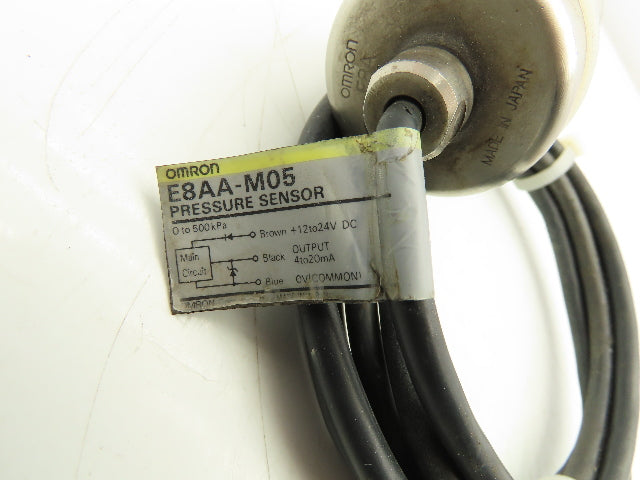 OMRON
MADE IN JAPAN
OMRON
E8AA-M05
PRESSURE SENSOR
0 to 500kPa
Brown +12to24V DC
Main
Circuit
Black OUTPUT
4to20mA
Blue 0V(COMMON)
OMRON